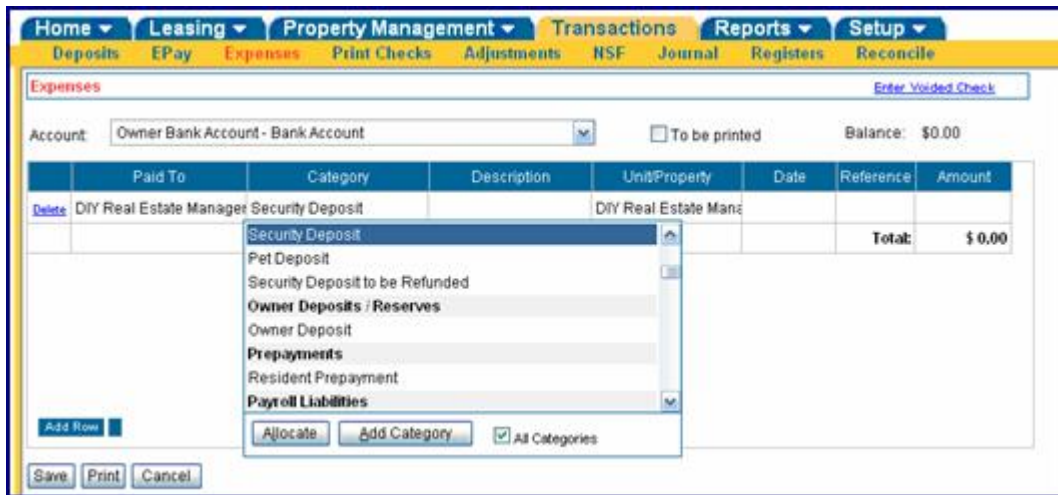 Home Leasing Property Management Transactions Reports Setup
Deposits EPay Expenses Print Checks Adjustments NSF Journal Registers Reconcile
Expenses Enter Voided Check
Account: Owner Bank Account - Bank Account To be printed Balance: $0.00
Paid To Category Description Unit/Property Date Reference Amount
Delete DIY Real Estate Manager Security Deposit DIY Real Estate Mana
Total: $ 0.00
Security Deposit
Pet Deposit
Security Deposit to be Refunded
Owner Deposits / Reserves
Owner Deposit
Prepayments
Resident Prepayment
Payroll Liabilities
Add Row Allocate Add Category All Categories
Save Print Cancel